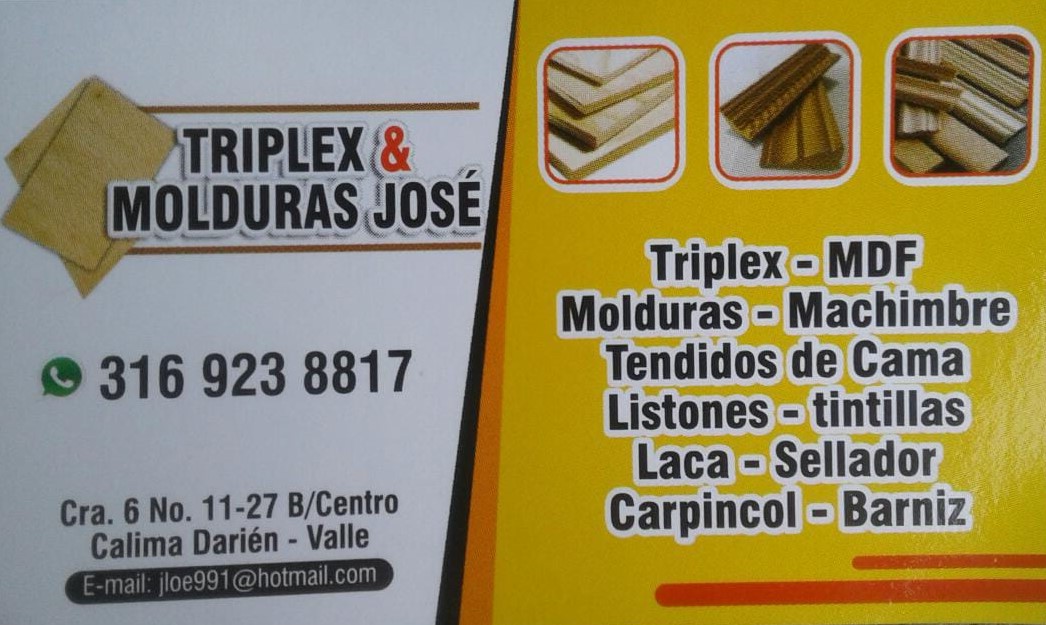 TRIPLEX &
MOLDURAS JOSÉ
316 923 8817
Cra. 6 No. 11-27 B/Centro
Calima Darién - Valle
E-mail: jloe991@hotmail.com
Triplex - MDF
Molduras - Machimbre
Tendidos de Cama
Listones - tintillas
Laca - Sellador
Carpincol - Barniz